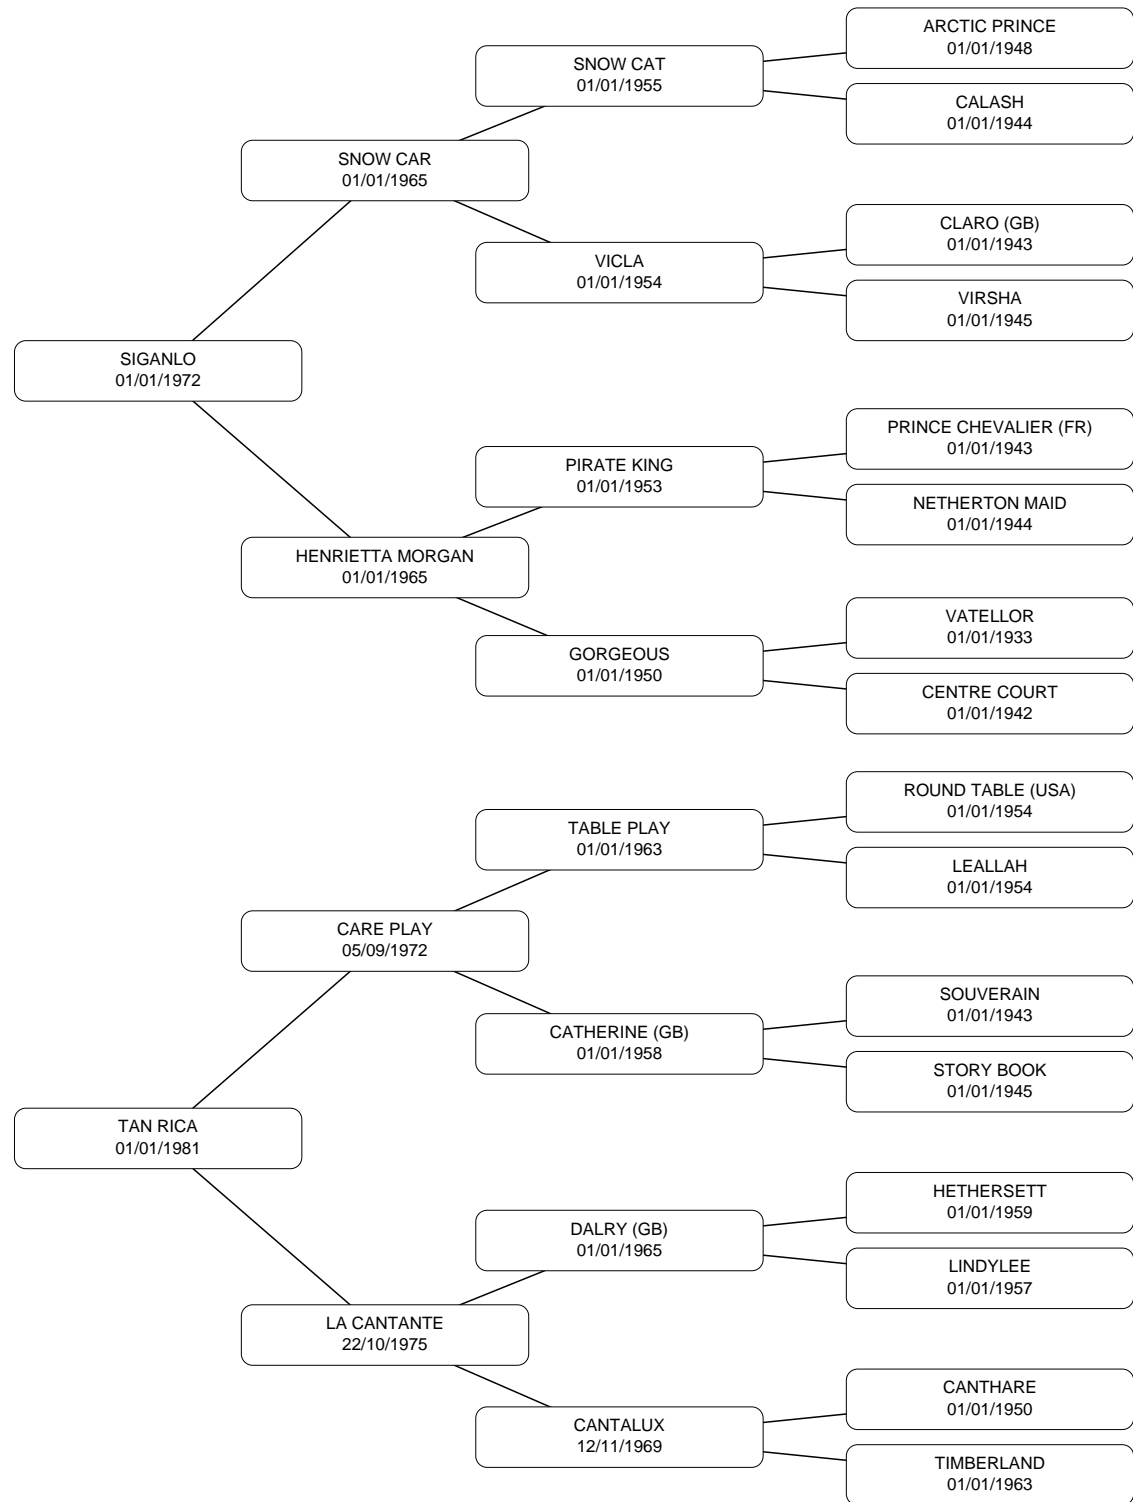 ARCTIC PRINCE
01/01/1948
SNOW CAT
01/01/1955
CALASH
01/01/1944
SNOW CAR
01/01/1965
CLARO (GB)
01/01/1943
VICLA
01/01/1954
VIRSHA
01/01/1945
SIGANLO
01/01/1972
PRINCE CHEVALIER (FR)
01/01/1943
PIRATE KING
01/01/1953
NETHERTON MAID
01/01/1944
HENRIETTA MORGAN
01/01/1965
VATELLOR
01/01/1933
GORGEOUS
01/01/1950
CENTRE COURT
01/01/1942
ROUND TABLE (USA)
01/01/1954
TABLE PLAY
01/01/1963
LEALLAH
01/01/1954
CARE PLAY
05/09/1972
SOUVERAIN
01/01/1943
CATHERINE (GB)
01/01/1958
STORY BOOK
01/01/1945
TAN RICA
01/01/1981
HETHERSETT
01/01/1959
DALRY (GB)
01/01/1965
LINDYLEE
01/01/1957
LA CANTANTE
22/10/1975
CANTHARE
01/01/1950
CANTALUX
12/11/1969
TIMBERLAND
01/01/1963